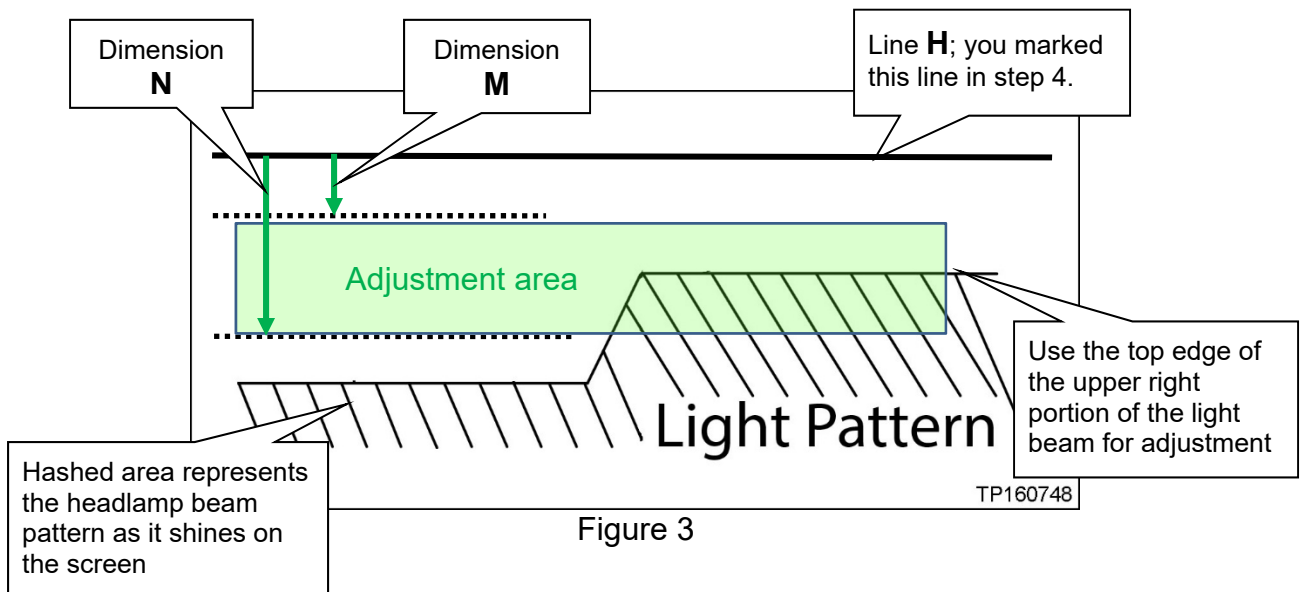 Dimension
N
Dimension
M
Line H; you marked
this line in step 4.
Adjustment area
Use the top edge of
the upper right
portion of the light
beam for adjustment
Light Pattern
Hashed area represents
the headlamp beam
pattern as it shines on
the screen
TP160748
Figure 3